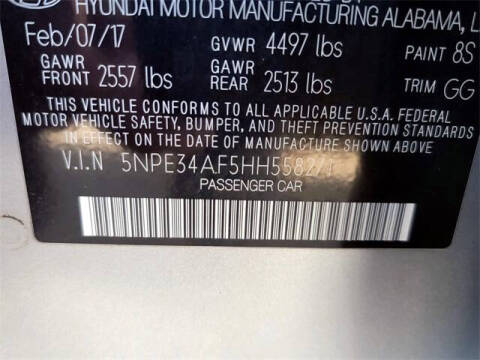 HYUNDAI MOTOR MANUFACTURING ALABAMA, L
Feb/07/17 GVWR 4497 lbs PAINT 8S
GAWR FRONT 2557 lbs GAWR REAR 2513 lbs TRIM GG
THIS VEHICLE CONFORMS TO ALL APPLICABLE U.S.A. FEDERAL
MOTOR VEHICLE SAFETY, BUMPER, AND THEFT STANDARDS
IN EFFECT ON THE DATE OF MANUFACTURE SHOWN ABOVE
V.I.N 5NPE34AF5HH558271
PASSENGER CAR